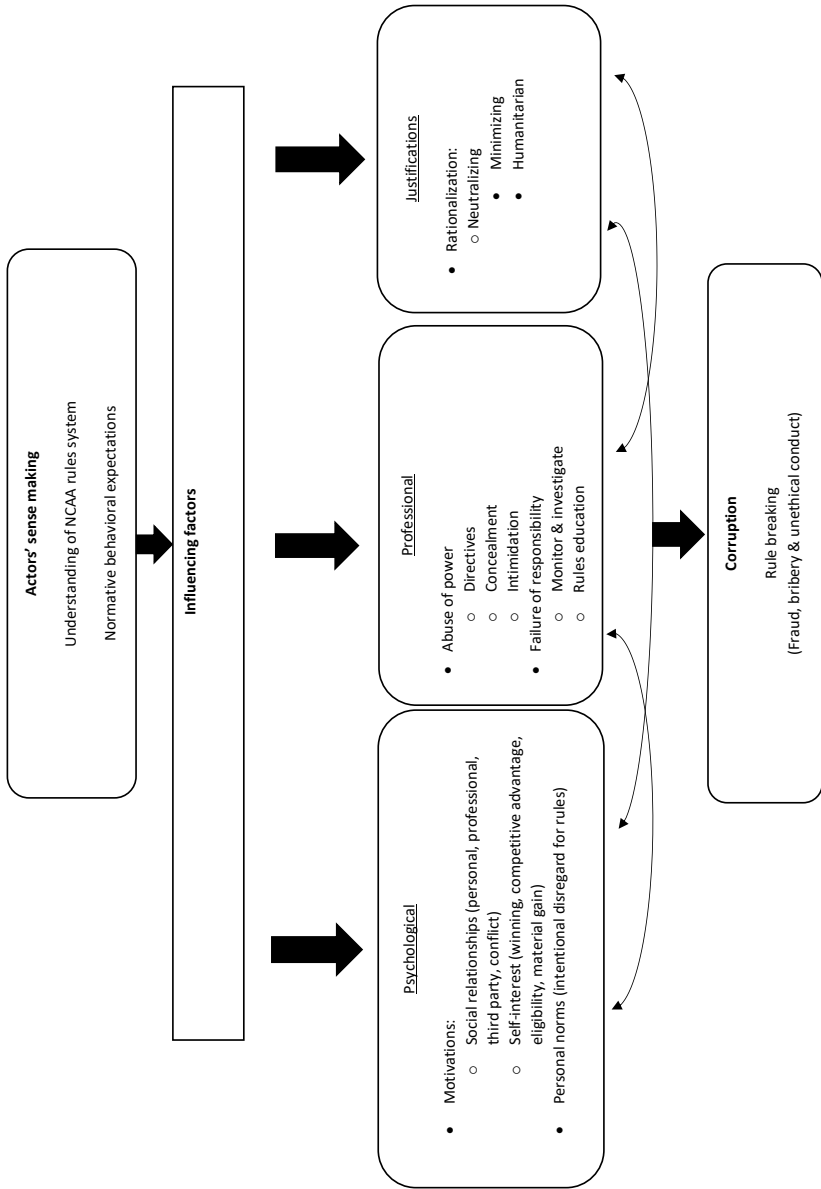 Actors' sense making
Understanding of NCAA rules system
Normative behavioral expectations
Influencing factors
Psychological
• Motivations:
○ Social relationships (personal, professional,
third party, conflict)
○ Self-interest (winning, competitive advantage,
eligibility, material gain)
• Personal norms (intentional disregard for rules)
Professional
• Abuse of power
○ Directives
○ Concealment
○ Intimidation
• Failure of responsibility
○ Monitor & investigate
○ Rules education
Justifications
• Rationalization:
○ Neutralizing
• Minimizing
• Humanitarian
Corruption
Rule breaking
(Fraud, bribery & unethical conduct)